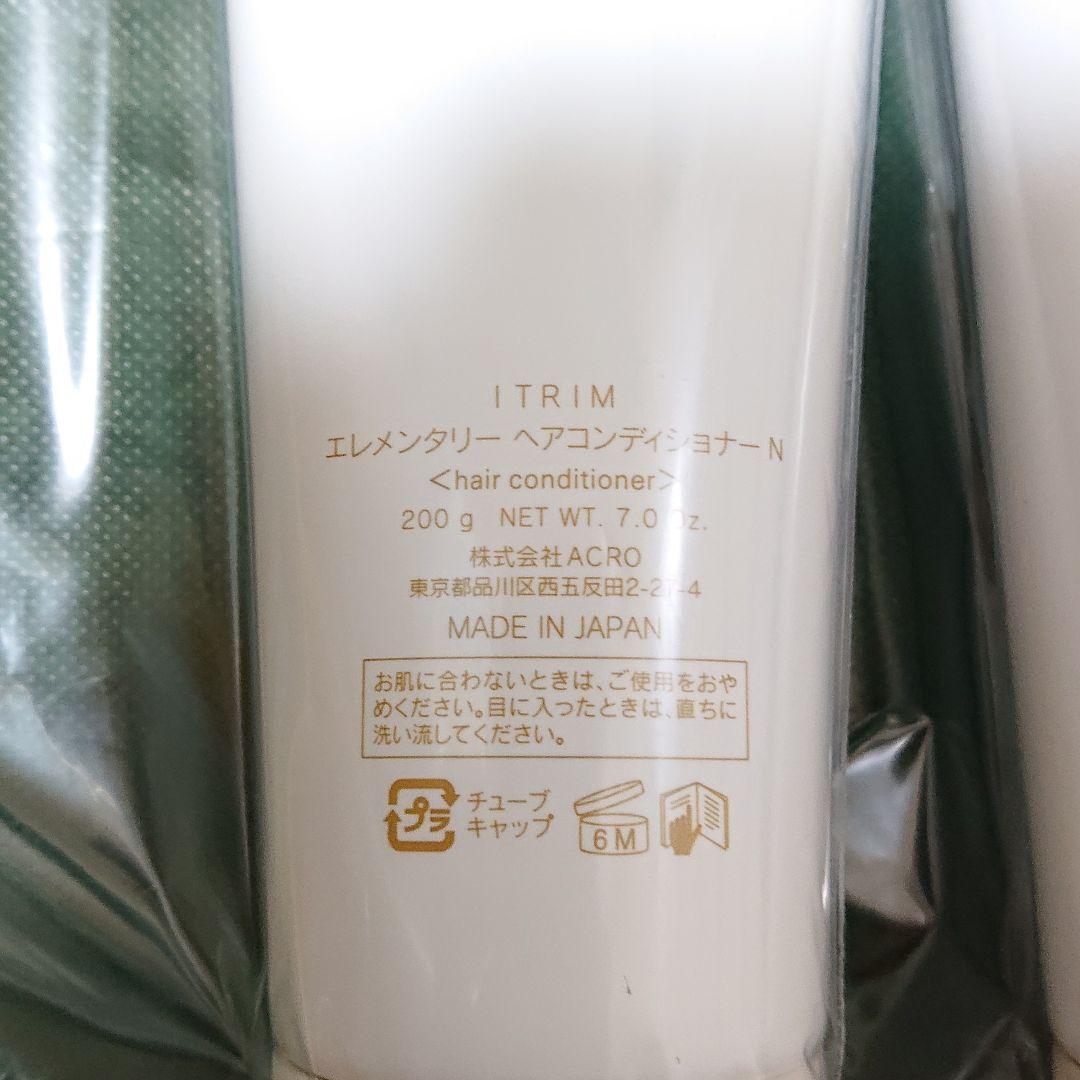 ITRIM
エレメンタリー ヘアコンディショナー N
<hair conditioner>
200 g NET WT. 7.0 oz.
株式会社ACRO
東京都品川区西五反田2-27-4
MADE IN JAPAN
お肌に合わないときは、ご使用をおや
めください。目に入ったときは、直ちに
洗い流してください。
プラ
チューブ
キャップ
6M